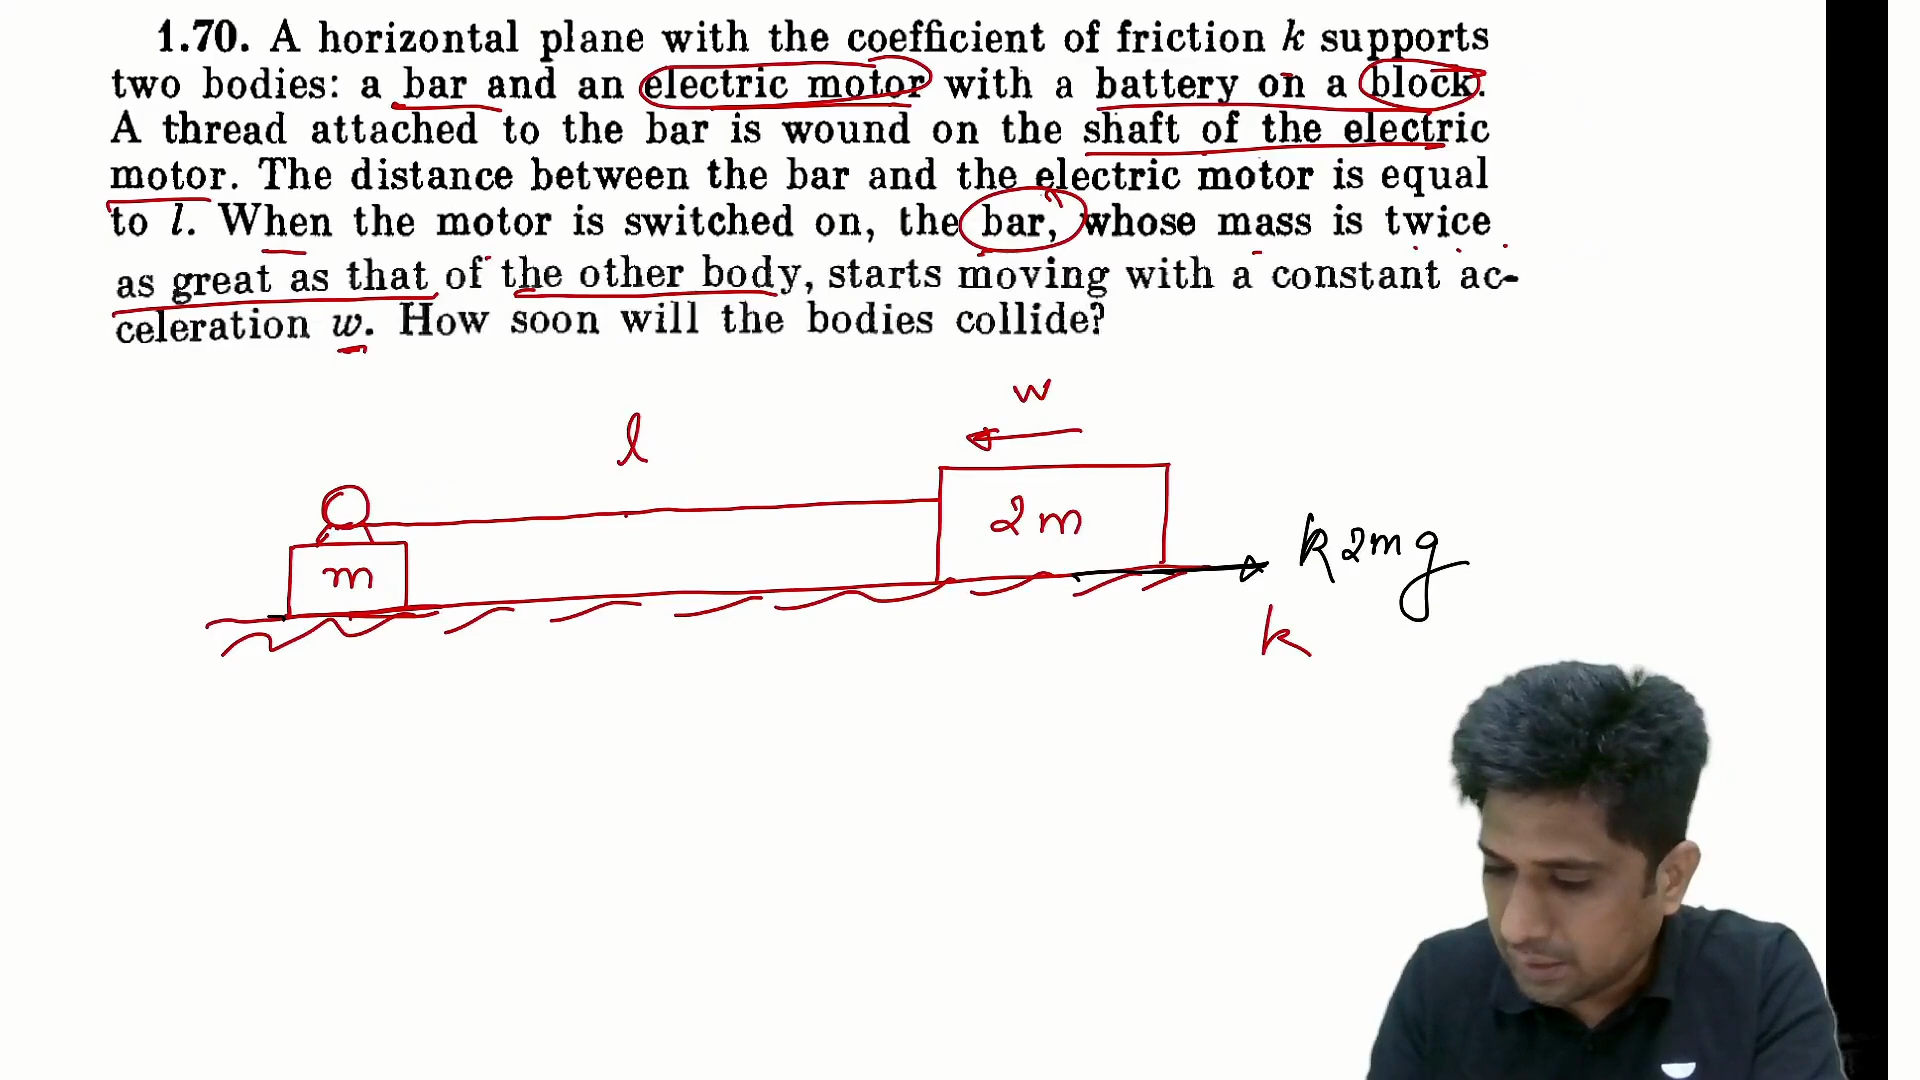 1.70. A horizontal plane with the coefficient of friction k supports
two bodies: a bar and an electric motor with a battery on a block.
A thread attached to the bar is wound on the shaft of the electric
motor. The distance between the bar and the electric motor is equal
to l. When the motor is switched on, the bar, whose mass is twice
as great as that of the other body, starts moving with a constant ac-
celeration w. How soon will the bodies collide?
w
l
2m
k2mg
m
k